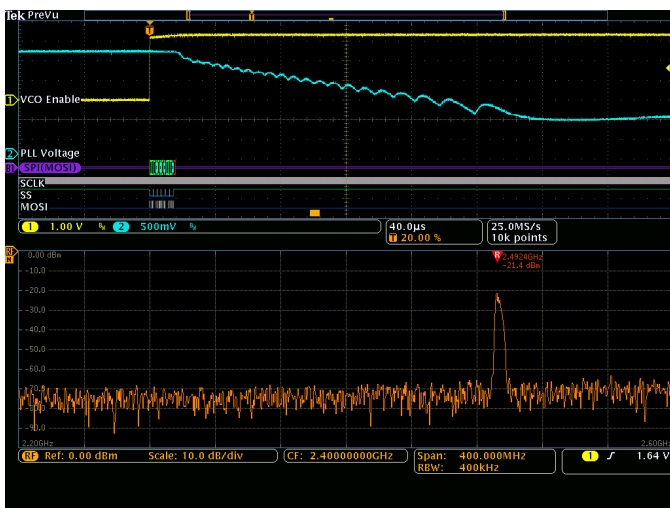 Tek PreVu
T
1 VCO Enable
2 PLL Voltage
B1 SPI(MOSI)
SCLK
SS
MOSI
1 1.00 V 2 500mV
40.0µs
T 20.00 %
25.0MS/s
10k points
0.00 dBm
R 2.4924GHz
-21.4 dBm
-10.0
-20.0
-30.0
-40.0
-50.0
-60.0
-70.0
-90.0
2.20GHz
2.60GHz
RF Ref: 0.00 dBm Scale: 10.0 dB/div
CF: 2.40000000GHz
Span: 400.000MHz
RBW: 400kHz
1 1.64 V